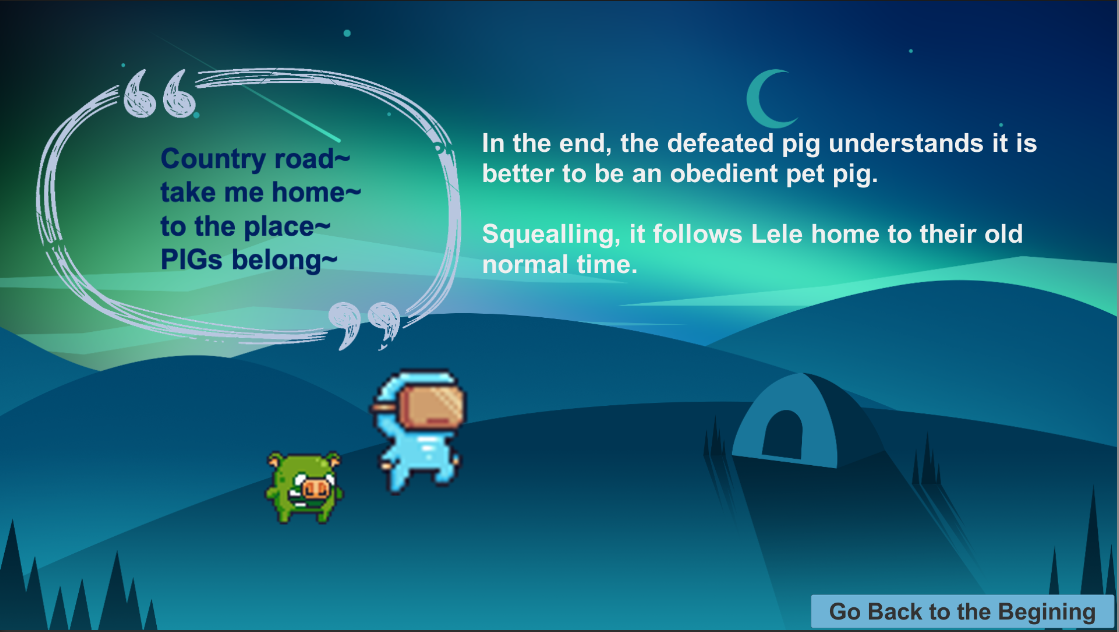 Country road~
take me home~
to the place~
PIGs belong~
In the end, the defeated pig understands it is
better to be an obedient pet pig.
Squealling, it follows Lele home to their old
normal time.
Go Back to the Begining